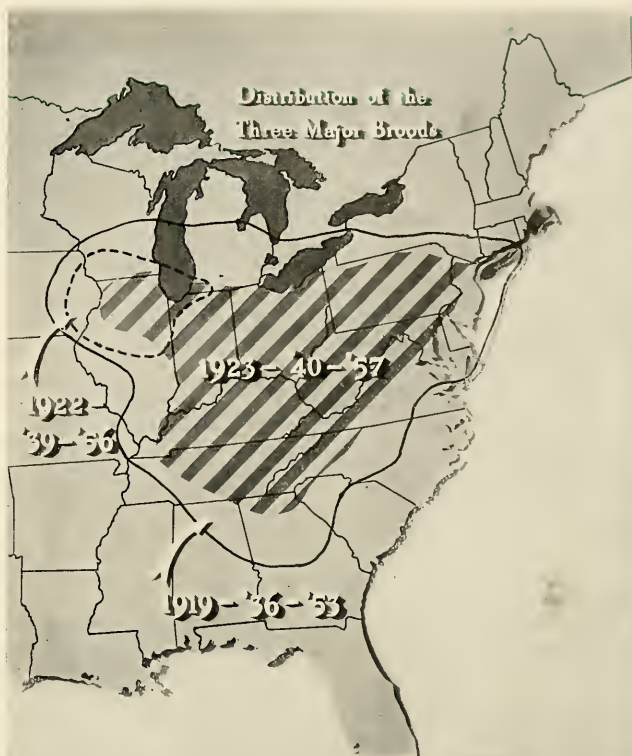 Distribution of the
Three Major Broods
1923 – '40 – '57
1922 –
'39 – '56
1919 – '36 – '53